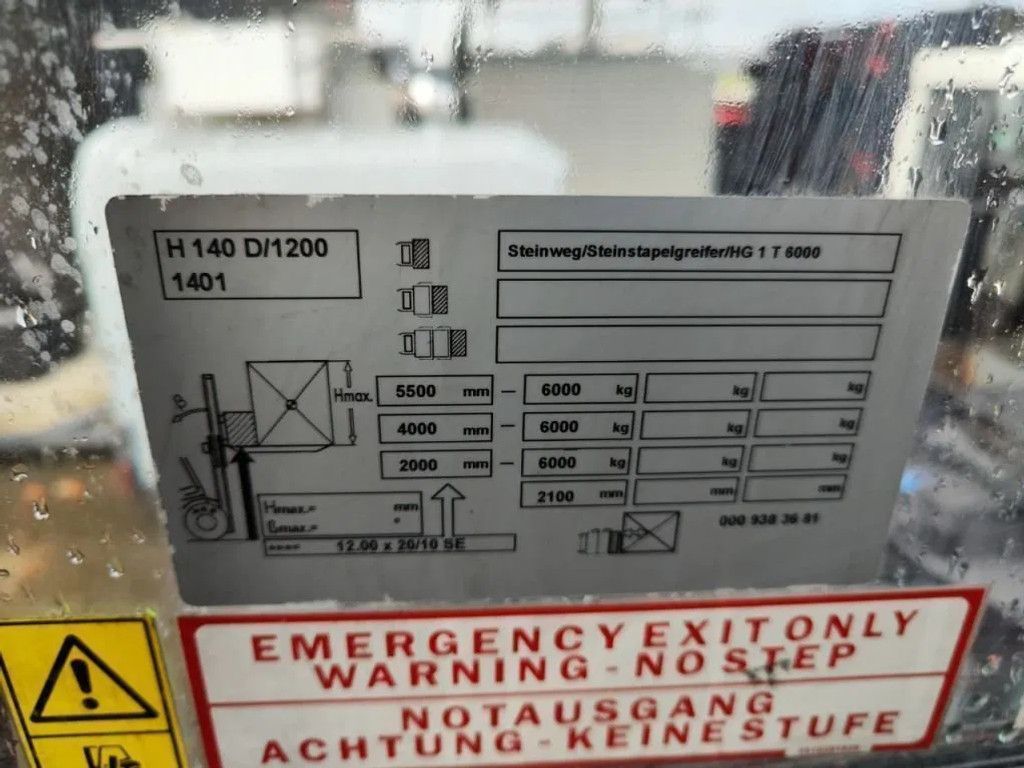 H 140 D/1200
1401
Steinweg/Steinstapelgreifer/HG 1 T 6000
B
Hmax.
5500 mm – 6000 kg kg kg
4000 mm – 6000 kg kg kg
2000 mm – 6000 kg kg kg
2100 mm mm mm
Hmax.= mm
ßmax.= °
12.00 x 20/10 SE
000 938 36 81
EMERGENCY EXIT ONLY
WARNING - NO STEP
NOTAUSGANG
ACHTUNG - KEINE STUFE